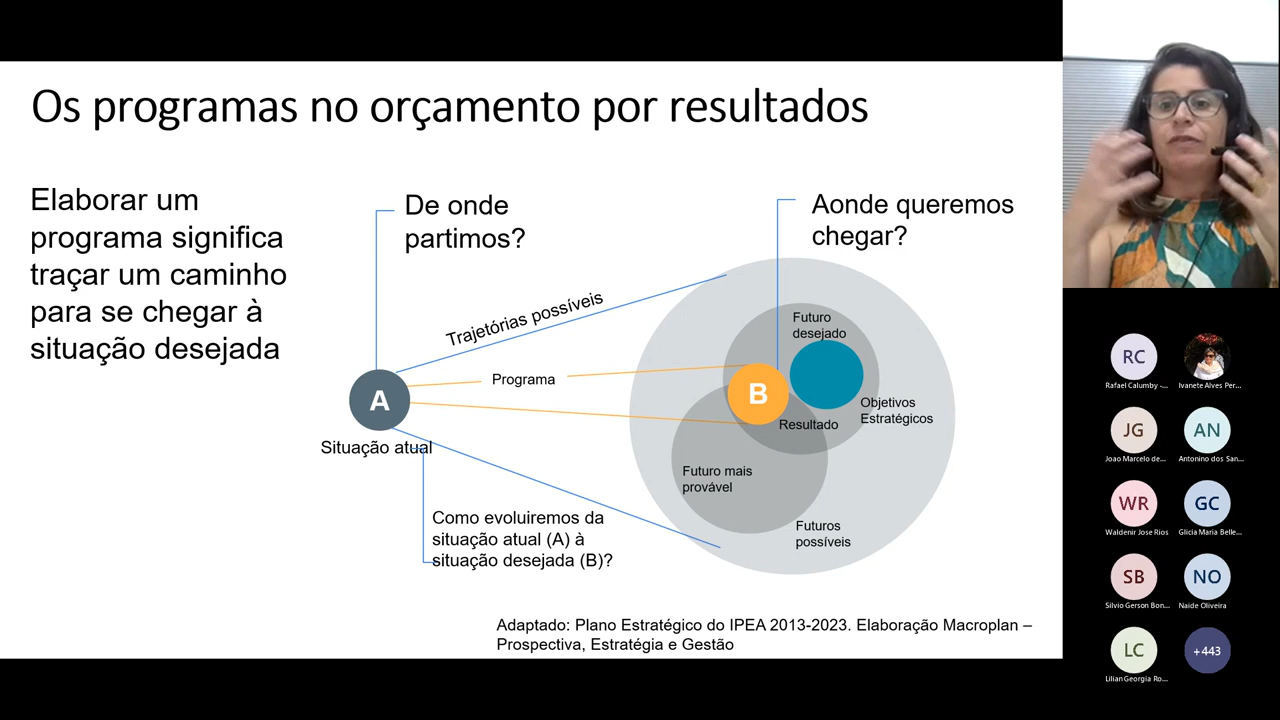 Os programas no orçamento por resultados
Elaborar um
programa significa
traçar um caminho
para se chegar à
situação desejada
De onde
partimos?
Aonde queremos
chegar?
Trajetórias possíveis
Programa
A
Situação atual
Como evoluiremos da
situação atual (A) à
situação desejada (B)?
Futuro
desejado
B
Objetivos
Estratégicos
Resultado
Futuro mais
provável
Futuros
possíveis
Adaptado: Plano Estratégico do IPEA 2013-2023. Elaboração Macroplan –
Prospectiva, Estratégia e Gestão
RC
Rafael Calumby -...
Ivanete Alves Per...
JG
AN
Joao Marcelo de...
Antonino dos San...
WR
GC
Waldenir Jose Rios
Glicia Maria Belle...
SB
NO
Silvio Gerson Bon...
Naide Oliveira
LC
+443
Lilian Georgia Ro...